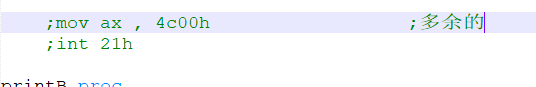 ;mov ax , 4c00h ;多余的
;int 21h
printB proc